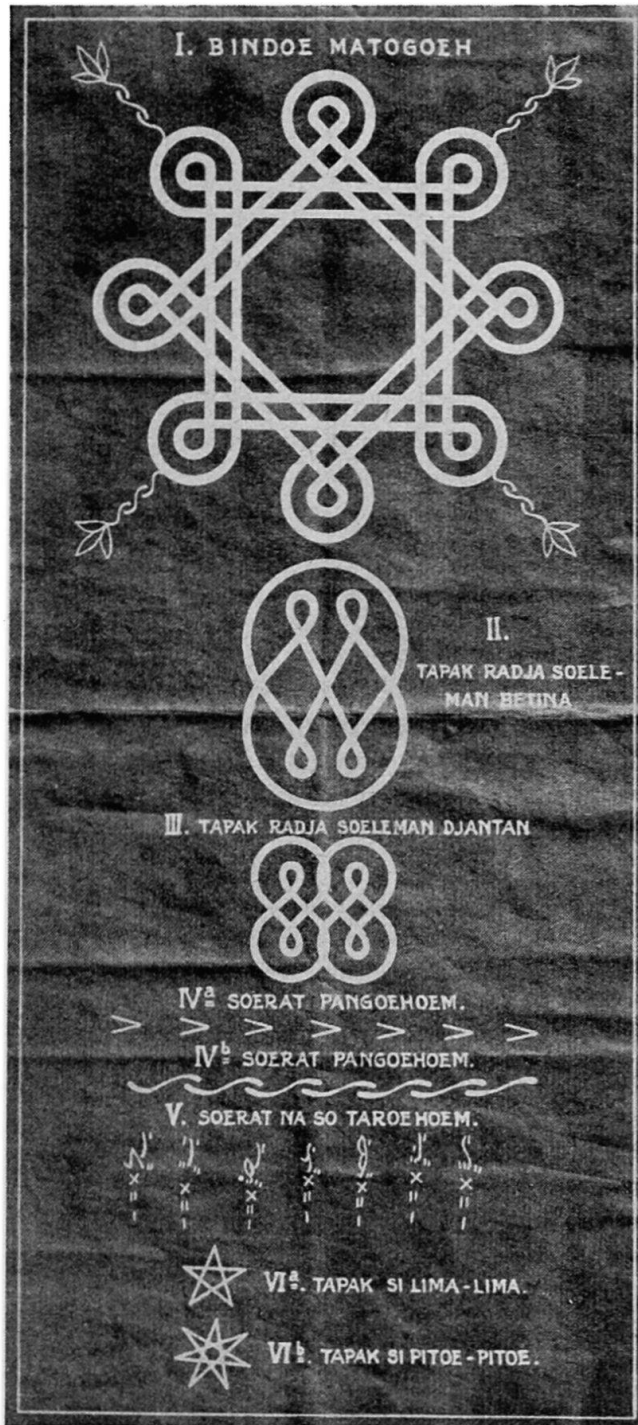 I. BINDOE MATOGOEH
II.
TAPAK RADJA SOELE-
MAN BETINA
III. TAPAK RADJA SOELEMAN DJANTAN
IVa SOERAT PANGOEHOEM.
> > > > > > >
IVb SOERAT PANGOEHOEM.
V. SOERAT NA SO TAROEHOEM.
VIa. TAPAK SI LIMA-LIMA.
VIb. TAPAK SI PITOE-PITOE.